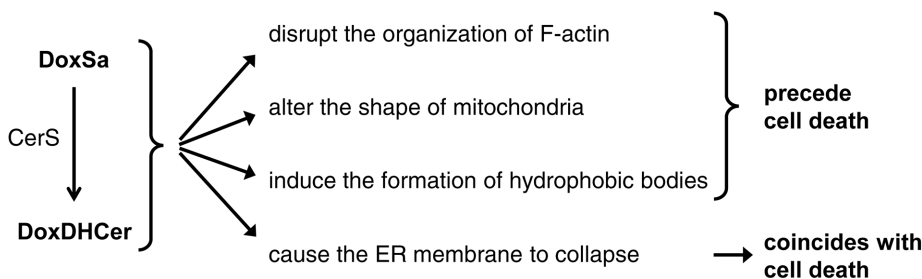 DoxSa
CerS
DoxDHCer
disrupt the organization of F-actin
alter the shape of mitochondria
induce the formation of hydrophobic bodies
cause the ER membrane to collapse
precede
cell death
coincides with
cell death